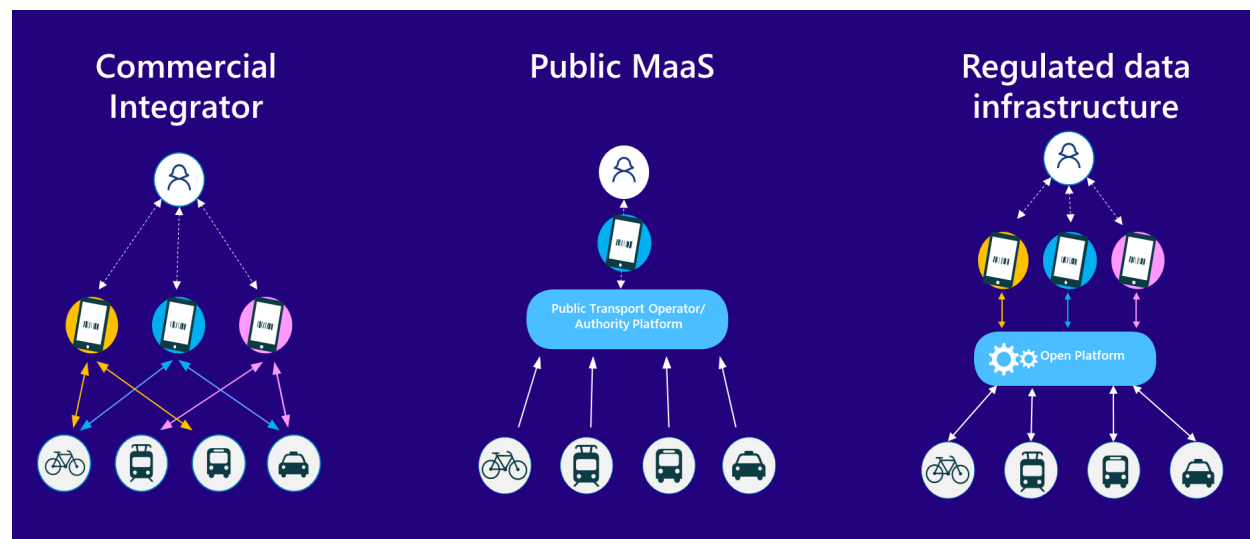 Commercial
Integrator
Public MaaS
Regulated data
infrastructure
Public Transport Operator/
Authority Platform
Open Platform